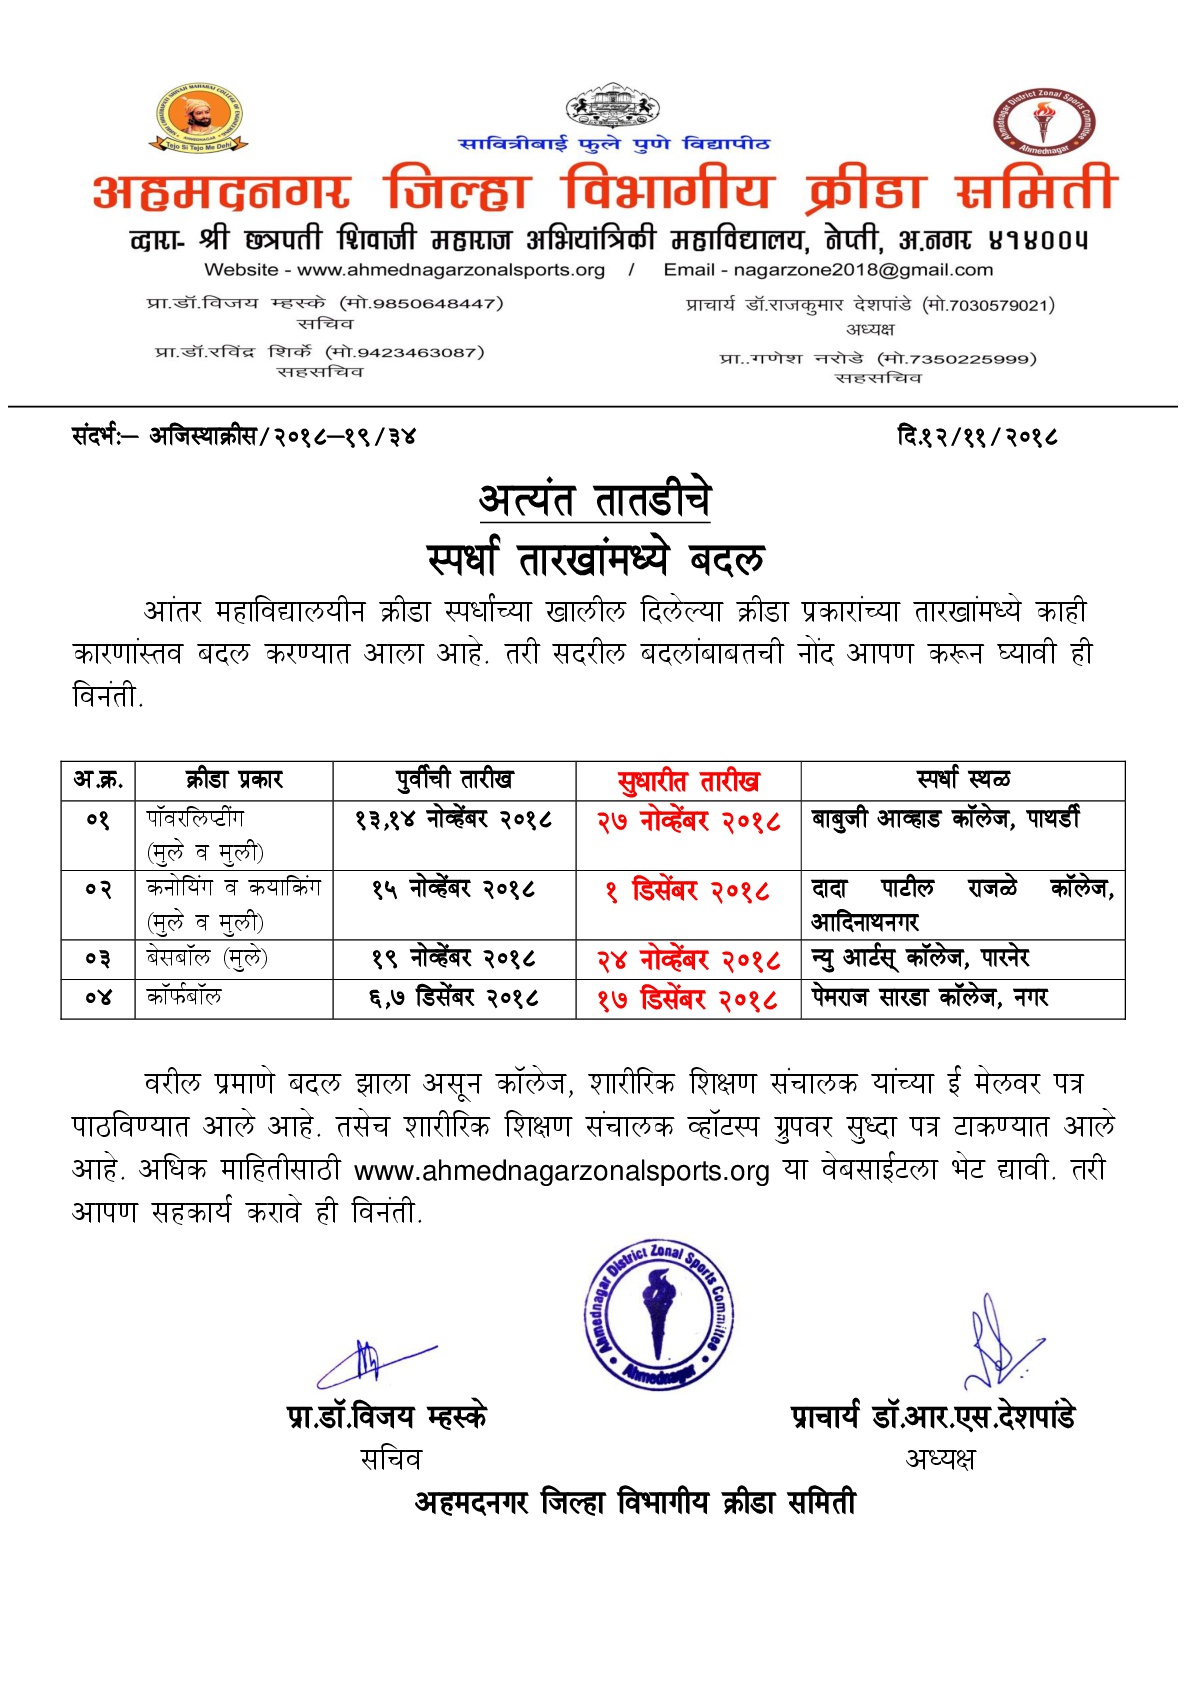 सावित्रीबाई फुले पुणे विद्यापीठ
Tejo Si Tejo Me Dehi
Ahmednagar District Zonal Sports Committee
Ahmednagar
अहमदनगर जिल्हा विभागीय क्रीडा समिती
व्दारा- श्री छत्रपती शिवाजी महाराज अभियांत्रिकी महाविद्यालय, नेप्ती, अ.नगर ४१४००५
Website - www.ahmednagarzonalsports.org / Email - nagarzone2018@gmail.com
प्रा.डॉ.विजय म्हस्के (मो.9850648447)
सचिव
प्राचार्य डॉ.राजकुमार देशपांडे (मो.7030579021)
अध्यक्ष
प्रा.डॉ.रविंद्र शिर्के (मो.9423463087)
सहसचिव
प्रा..गणेश नरोडे (मो.7350225999)
सहसचिव
संदर्भ:– अजिस्थाक्रीस/२०१८–१९/३४ दि.१२/११/२०१८
अत्यंत तातडीचे
स्पर्धा तारखांमध्ये बदल
आंतर महाविद्यालयीन क्रीडा स्पर्धाच्या खालील दिलेल्या क्रीडा प्रकारांच्या तारखांमध्ये काही
कारणांस्तव बदल करण्यात आला आहे. तरी सदरील बदलांबाबतची नोंद आपण करून घ्यावी ही
विनंती.
अ.क्र. क्रीडा प्रकार पुर्वीची तारीख सुधारीत तारीख स्पर्धा स्थळ
०१ पॉवरलिप्टींग १३,१४ नोव्हेंबर २०१८ २७ नोव्हेंबर २०१८ बाबुजी आव्हाड कॉलेज, पाथर्डी
(मुले व मुली)
०२ कनोयिंग व कयाकिंग १५ नोव्हेंबर २०१८ १ डिसेंबर २०१८ दादा पाटील राजळे कॉलेज,
(मुले व मुली) आदिनाथनगर
०३ बेसबॉल (मुले) १९ नोव्हेंबर २०१८ २४ नोव्हेंबर २०१८ न्यु आर्टस् कॉलेज, पारनेर
०४ कॉर्फबॉल ६,७ डिसेंबर २०१८ १७ डिसेंबर २०१८ पेमराज सारडा कॉलेज, नगर
वरील प्रमाणे बदल झाला असून कॉलेज, शारीरिक शिक्षण संचालक यांच्या ई मेलवर पत्र
पाठविण्यात आले आहे. तसेच शारीरिक शिक्षण संचालक व्हॉटस्प ग्रुपवर सुध्दा पत्र टाकण्यात आले
आहे. अधिक माहितीसाठी www.ahmednagarzonalsports.org या वेबसाईटला भेट द्यावी. तरी
आपण सहकार्य करावे ही विनंती.
Ahmednagar District Zonal Sports Committee
Ahmednagar
प्रा.डॉ.विजय म्हस्के प्राचार्य डॉ.आर.एस.देशपांडे
सचिव अध्यक्ष
अहमदनगर जिल्हा विभागीय क्रीडा समिती